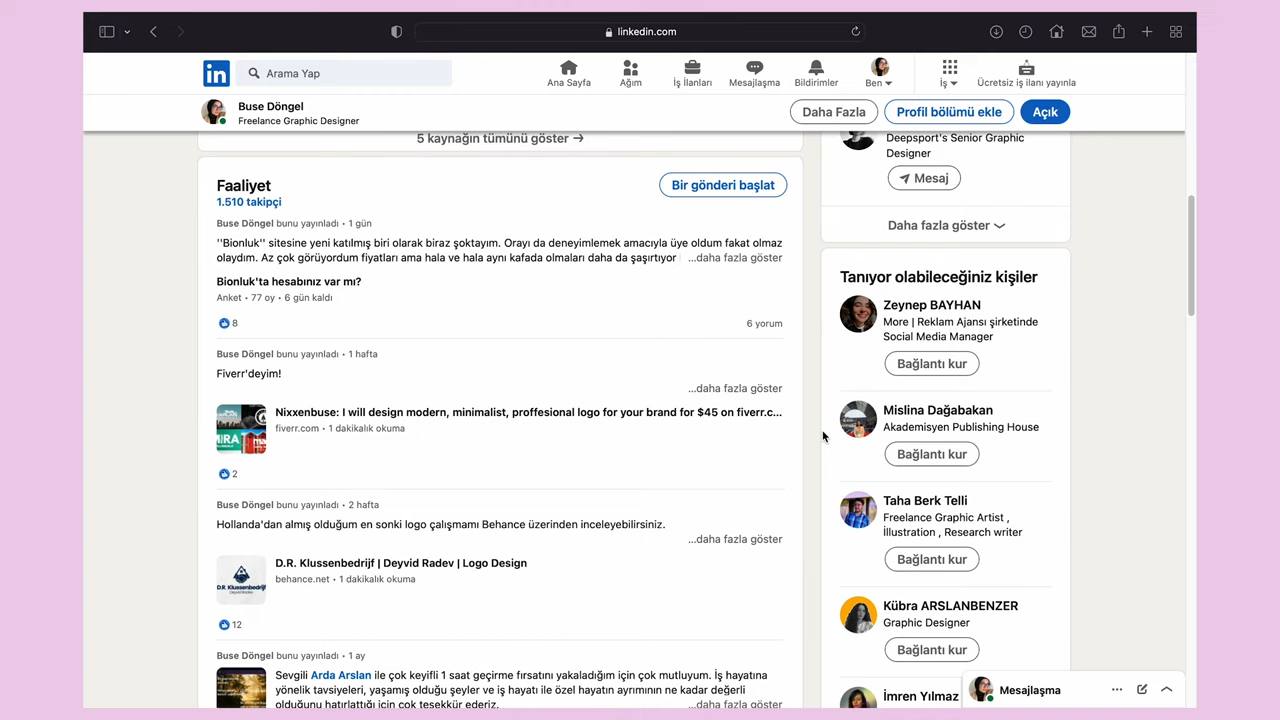 linkedin.com
in
Arama Yap
Ana Sayfa
Ağım
İş İlanları
Mesajlaşma
Bildirimler
Ben
İş
Ücretsiz iş ilanı yayınla
Buse Döngel
Freelance Graphic Designer
Daha Fazla
Profil bölümü ekle
Açık
5 kaynağın tümünü göster →
Faaliyet
1.510 takipçi
Bir gönderi başlat
Buse Döngel bunu yayınladı • 1 gün
''Bionluk'' sitesine yeni katılmış biri olarak biraz şoktayım. Orayı da deneyimlemek amacıyla üye oldum fakat olmaz
olaydım. Az çok görüyordum fiyatları ama hala ve hala aynı kafada olmaları daha da şaşırtıyor ...daha fazla göster
Bionluk'ta hesabınız var mı?
Anket • 77 oy • 6 gün kaldı
8
6 yorum
Buse Döngel bunu yayınladı • 1 hafta
Fiverr'deyim!
...daha fazla göster
Nixxenbuse: I will design modern, minimalist, proffesional logo for your brand for $45 on fiverr.c...
fiverr.com • 1 dakikalık okuma
2
Buse Döngel bunu yayınladı • 2 hafta
Hollanda'dan almış olduğum en sonki logo çalışmamı Behance üzerinden inceleyebilirsiniz.
...daha fazla göster
D.R. Klussenbedrijf
Deyvid Radev
D.R. Klussenbedrijf | Deyvid Radev | Logo Design
behance.net • 1 dakikalık okuma
12
Buse Döngel bunu yayınladı • 1 ay
Sevgili Arda Arslan ile çok keyifli 1 saat geçirme fırsatını yakaladığım için çok mutluyum. İş hayatına
yönelik tavsiyeleri, yaşamış olduğu şeyler ve iş hayatı ile özel hayatın ayrımının ne kadar değerli
olduğunu hatırlattığı için çok teşekkür ederiz. ...daha fazla göster
Deepsport's Senior Graphic
Designer
Mesaj
Daha fazla göster
Tanıyor olabileceğiniz kişiler
Zeynep BAYHAN
More | Reklam Ajansı şirketinde
Social Media Manager
Bağlantı kur
Mislina Dağabakan
Akademisyen Publishing House
Bağlantı kur
Taha Berk Telli
Freelance Graphic Artist ,
İllustration , Research writer
Bağlantı kur
Kübra ARSLANBENZER
Graphic Designer
Bağlantı kur
İmren Yılmaz
Mesajlaşma